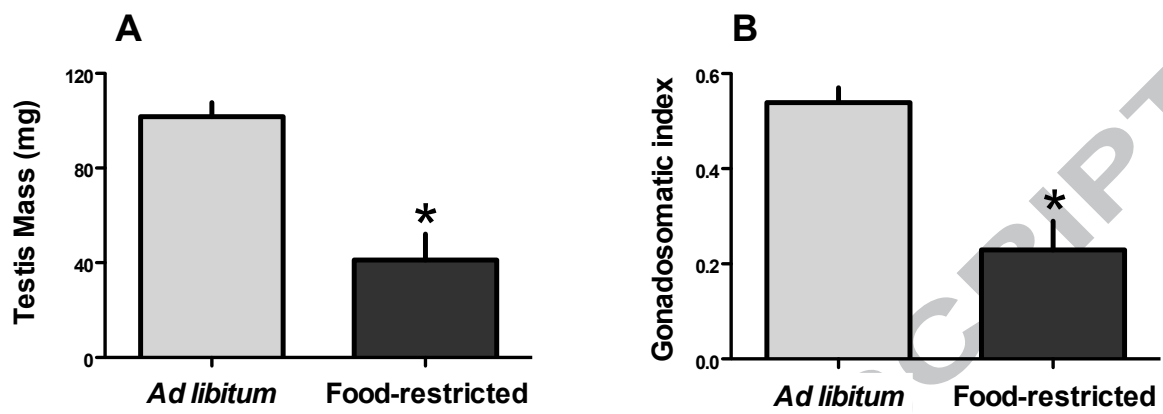 A
Testis Mass (mg)
120
80
40
0
*
Ad libitum
Food-restricted
B
Gonadosomatic index
0.6
0.4
0.2
0.0
*
Ad libitum
Food-restricted
SCRIPT